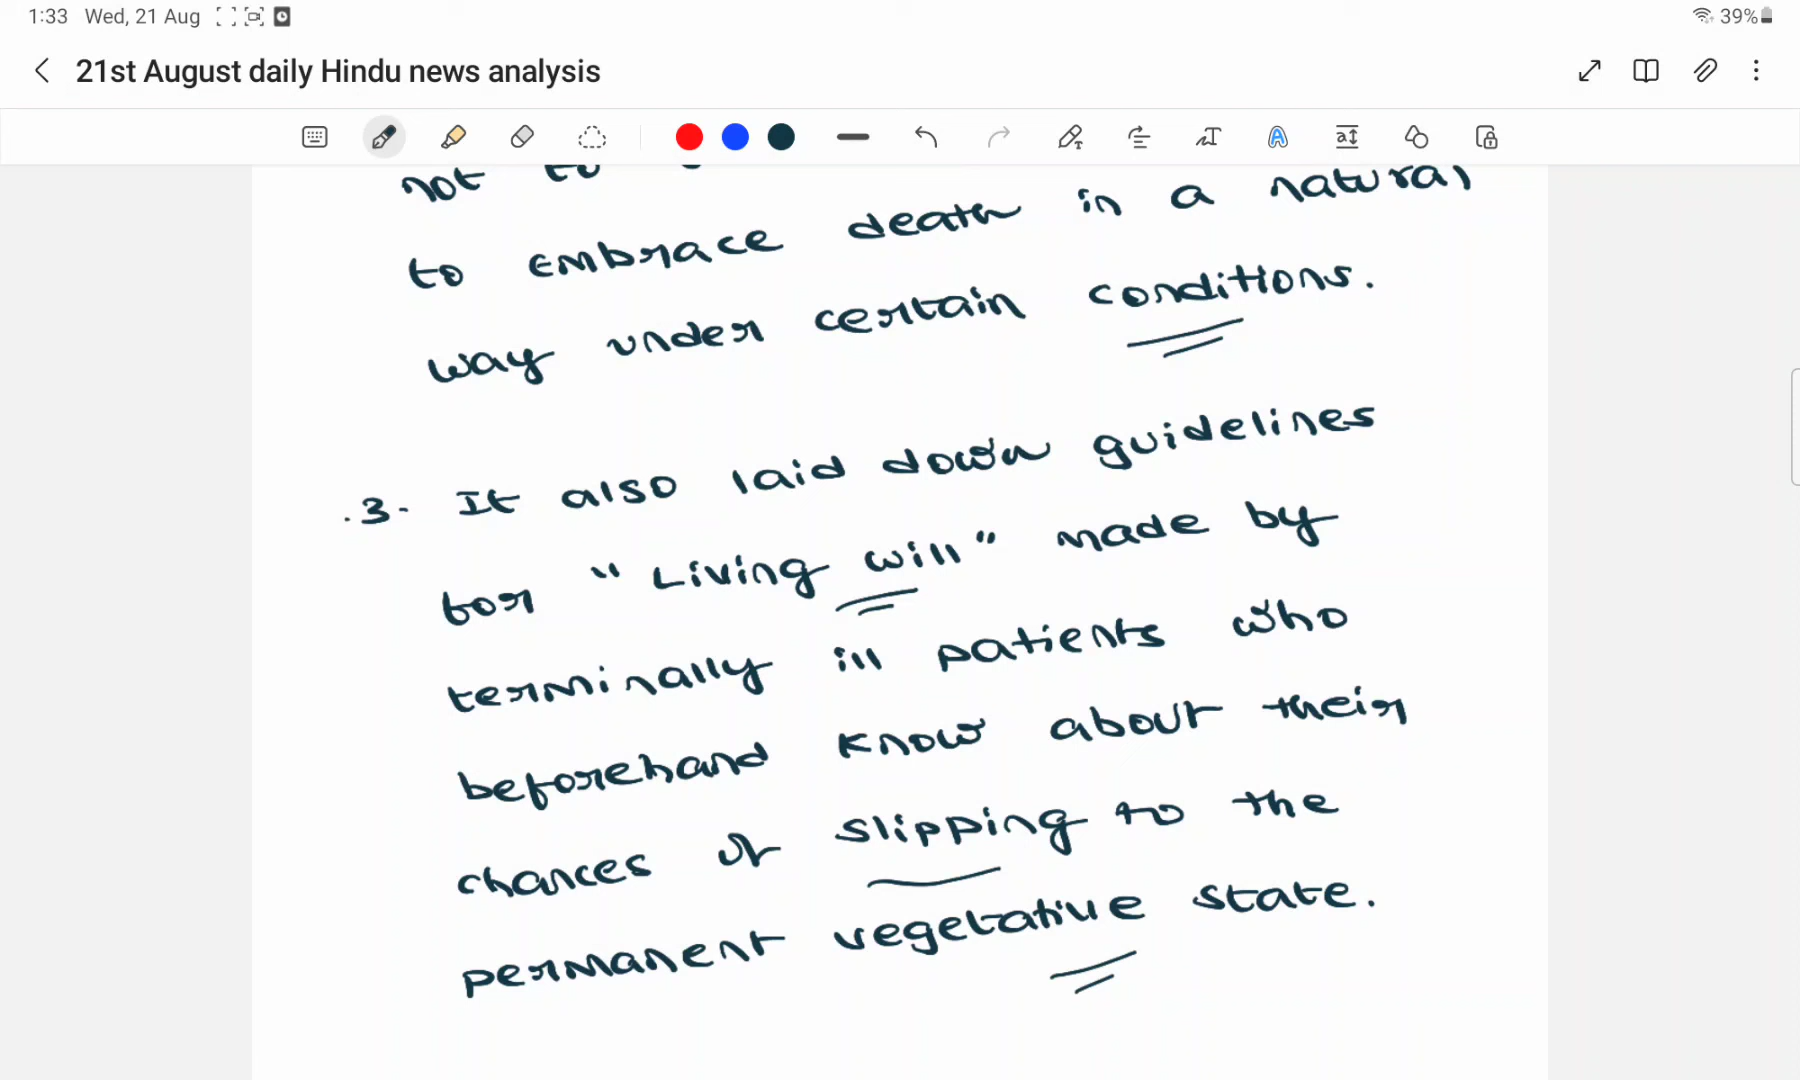 1:33 Wed, 21 Aug 39%
21st August daily Hindu news analysis
not to
to embrace death in a natural
way under certain conditions.
.3. It also laid down guidelines
for "Living will" made by
terminally ill patients who
beforehand know about their
chances of slipping to the
permanent vegetative state.